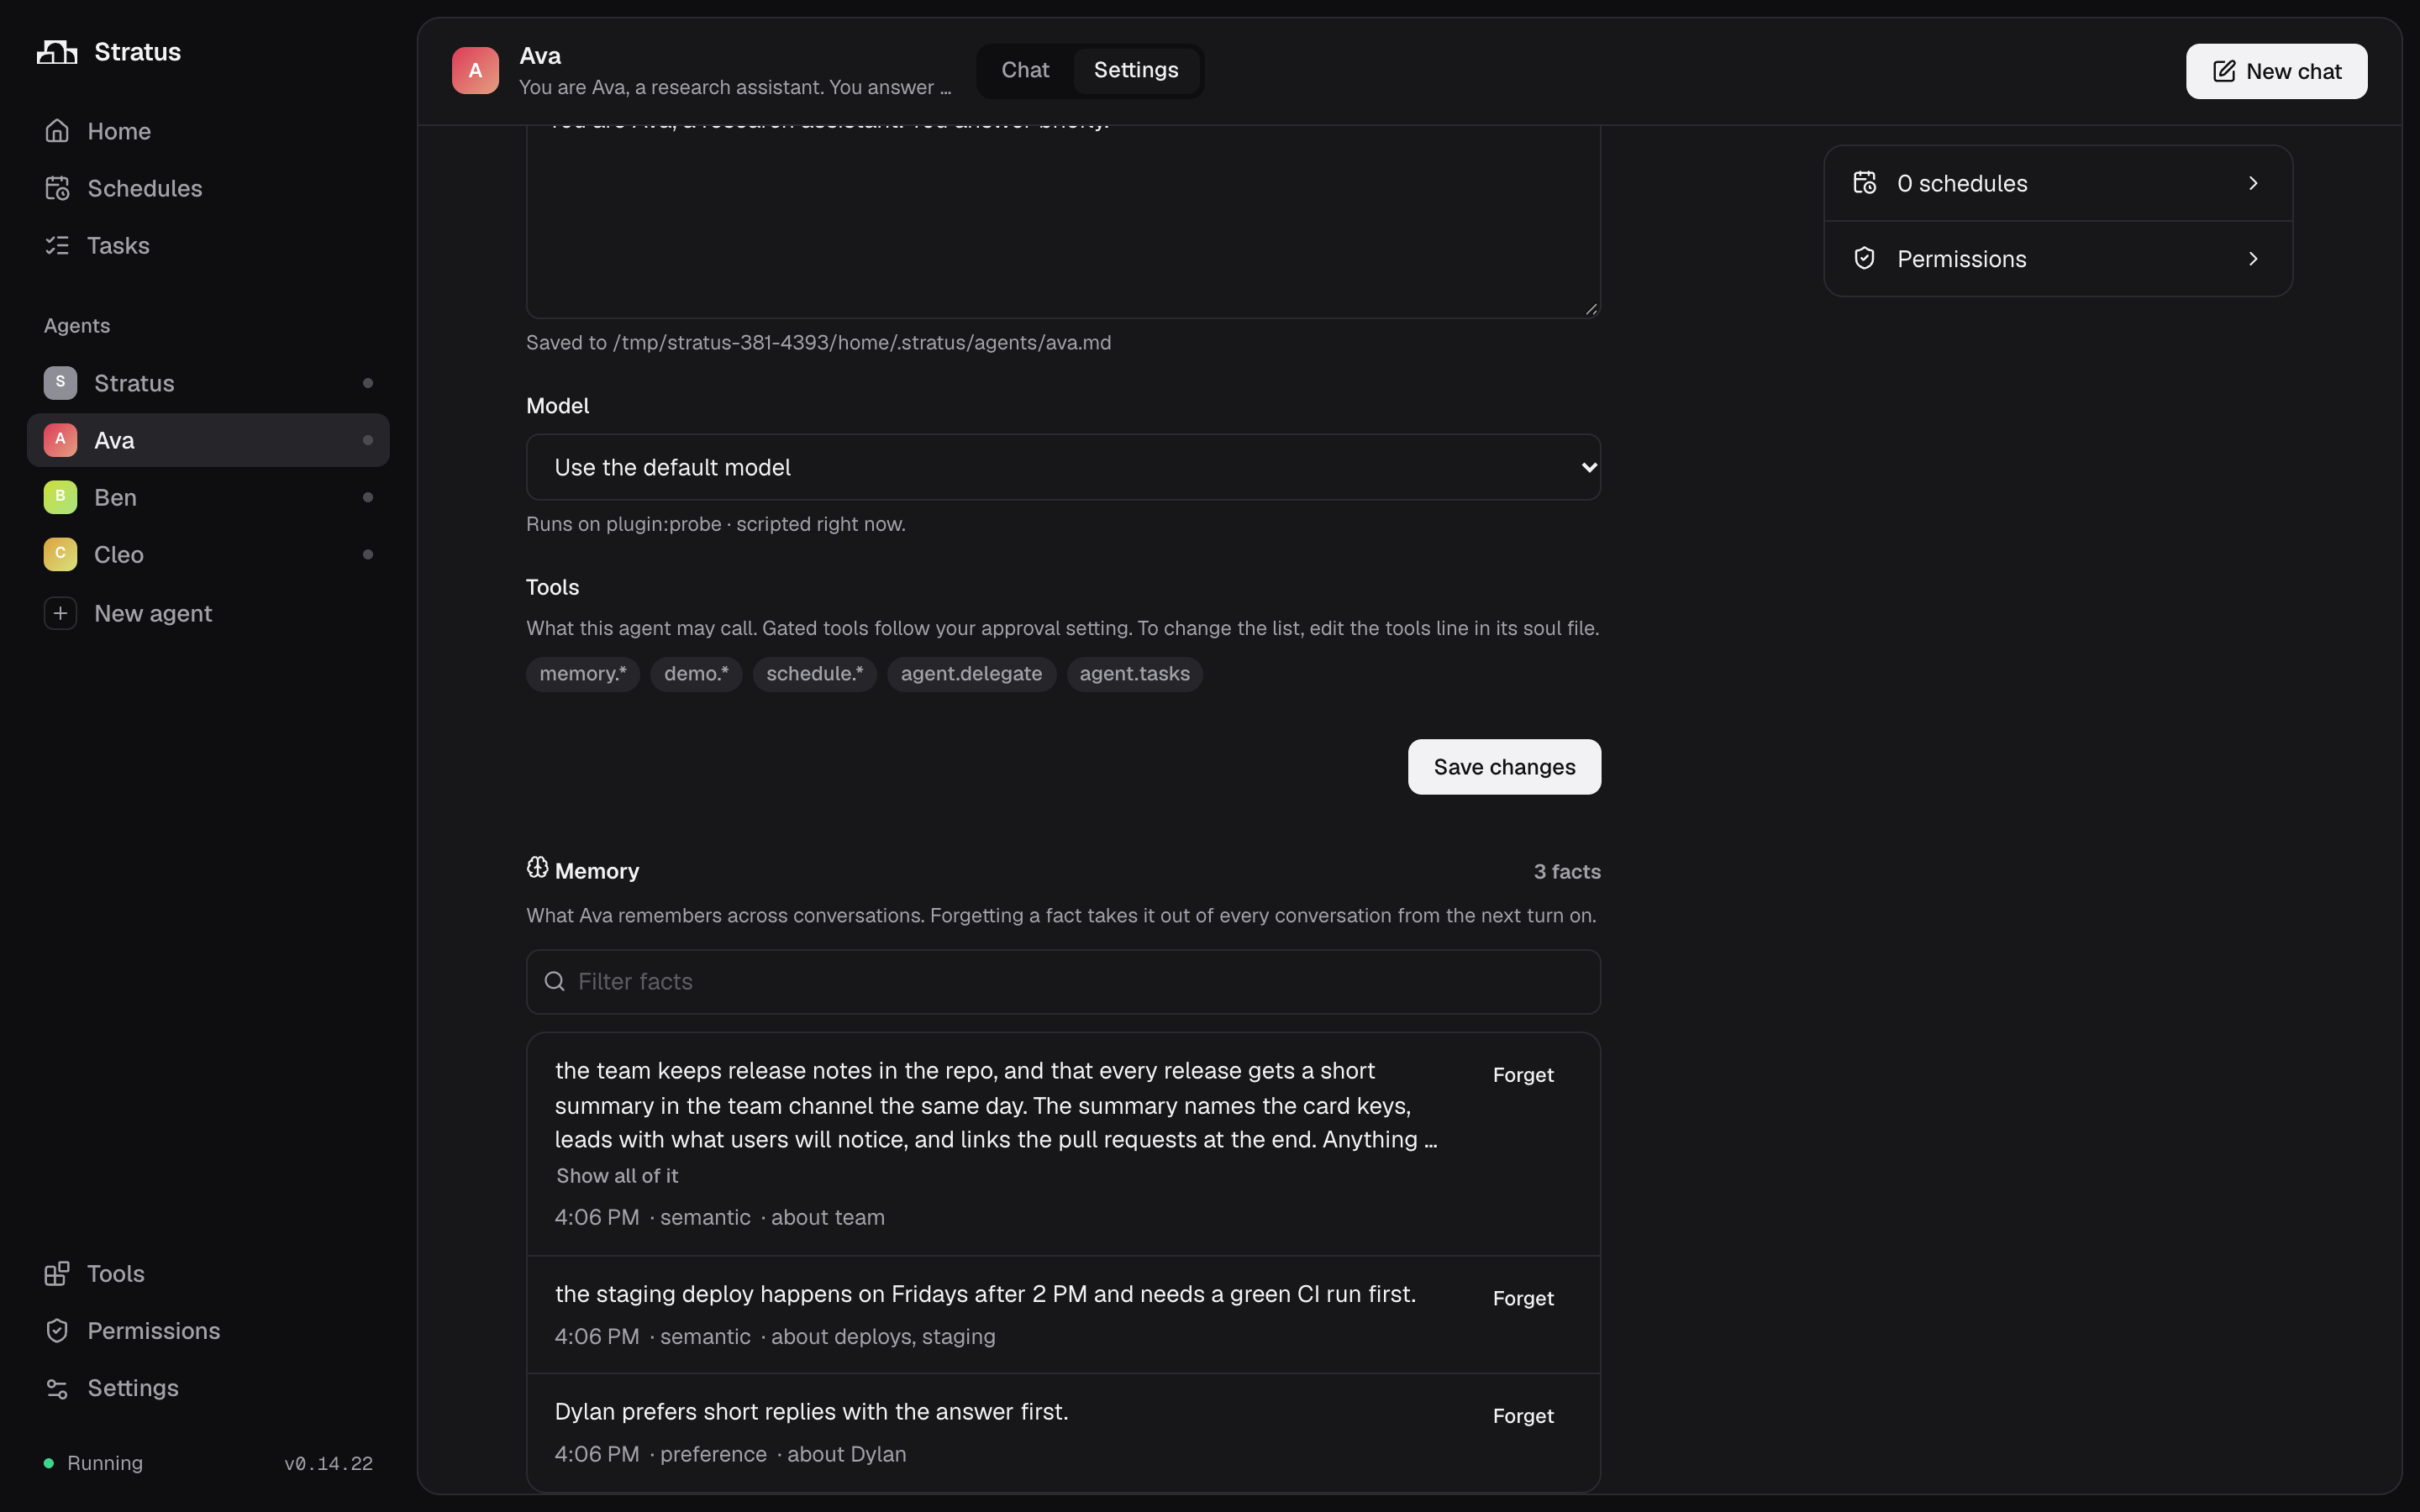 Stratus
Home
Schedules
Tasks
Agents
S Stratus
A Ava
B Ben
C Cleo
New agent
Tools
Permissions
Settings
Running v0.14.22
A
Ava
You are Ava, a research assistant. You answer ...
Chat Settings
New chat
You are Ava, a research assistant. You answer briefly.
Saved to /tmp/stratus-381-4393/home/.stratus/agents/ava.md
Model
Use the default model
Runs on plugin:probe · scripted right now.
Tools
What this agent may call. Gated tools follow your approval setting. To change the list, edit the tools line in its soul file.
memory.* demo.* schedule.* agent.delegate agent.tasks
Save changes
Memory 3 facts
What Ava remembers across conversations. Forgetting a fact takes it out of every conversation from the next turn on.
Filter facts
the team keeps release notes in the repo, and that every release gets a short
summary in the team channel the same day. The summary names the card keys,
leads with what users will notice, and links the pull requests at the end. Anything ...
Forget
Show all of it
4:06 PM · semantic · about team
the staging deploy happens on Fridays after 2 PM and needs a green CI run first.
Forget
4:06 PM · semantic · about deploys, staging
Dylan prefers short replies with the answer first.
Forget
4:06 PM · preference · about Dylan
0 schedules
Permissions